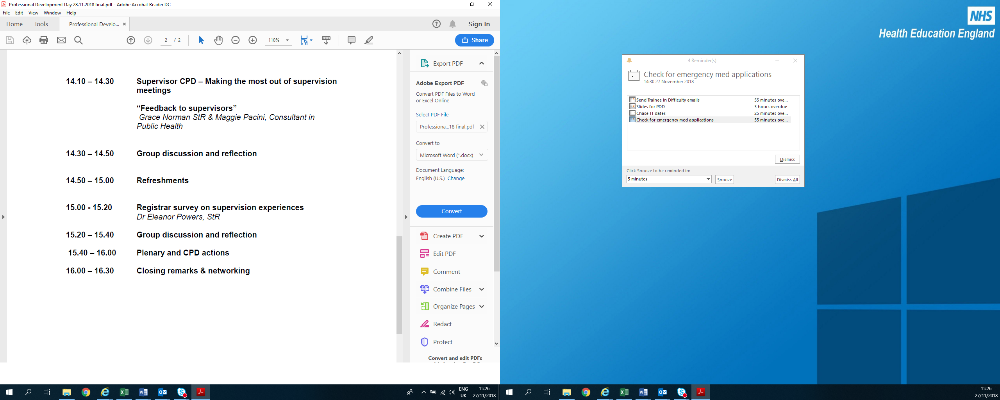 Professional Development Day 28.11.2018 final.pdf - Adobe Acrobat Reader DC
File Edit View Window Help
Home Tools Professional Develo... Sign In
2 / 2 110% Share
14.10 – 14.30 Supervisor CPD – Making the most out of supervision
meetings
“Feedback to supervisors”
Grace Norman StR & Maggie Pacini, Consultant in
Public Health
14.30 – 14.50 Group discussion and reflection
14.50 – 15.00 Refreshments
15.00 - 15.20 Registrar survey on supervision experiences
Dr Eleanor Powers, StR
15.20 – 15.40 Group discussion and reflection
15.40 – 16.00 Plenary and CPD actions
16.00 – 16.30 Closing remarks & networking
Export PDF
Adobe Export PDF
Convert PDF Files to Word
or Excel Online
Select PDF File
Professiona...18 final.pdf
Convert to
Microsoft Word (*.docx)
Document Language:
English (U.S.) Change
Convert
Create PDF
Edit PDF
Comment
Combine Files
Organize Pages
Redact
Protect
Convert and edit PDFs
ENG
UK
15:26
27/11/2018
NHS
Health Education England
4 Reminder(s)
Check for emergency med applications
14:30 27 November 2018
Send Trainee in Difficulty emails 55 minutes ove...
Slides for PDD 3 hours overdue
Chase TT dates 25 minutes ove...
Check for emergency med applications 55 minutes ove...
Dismiss
Click Snooze to be reminded in:
5 minutes Snooze Dismiss All
15:26
27/11/2018